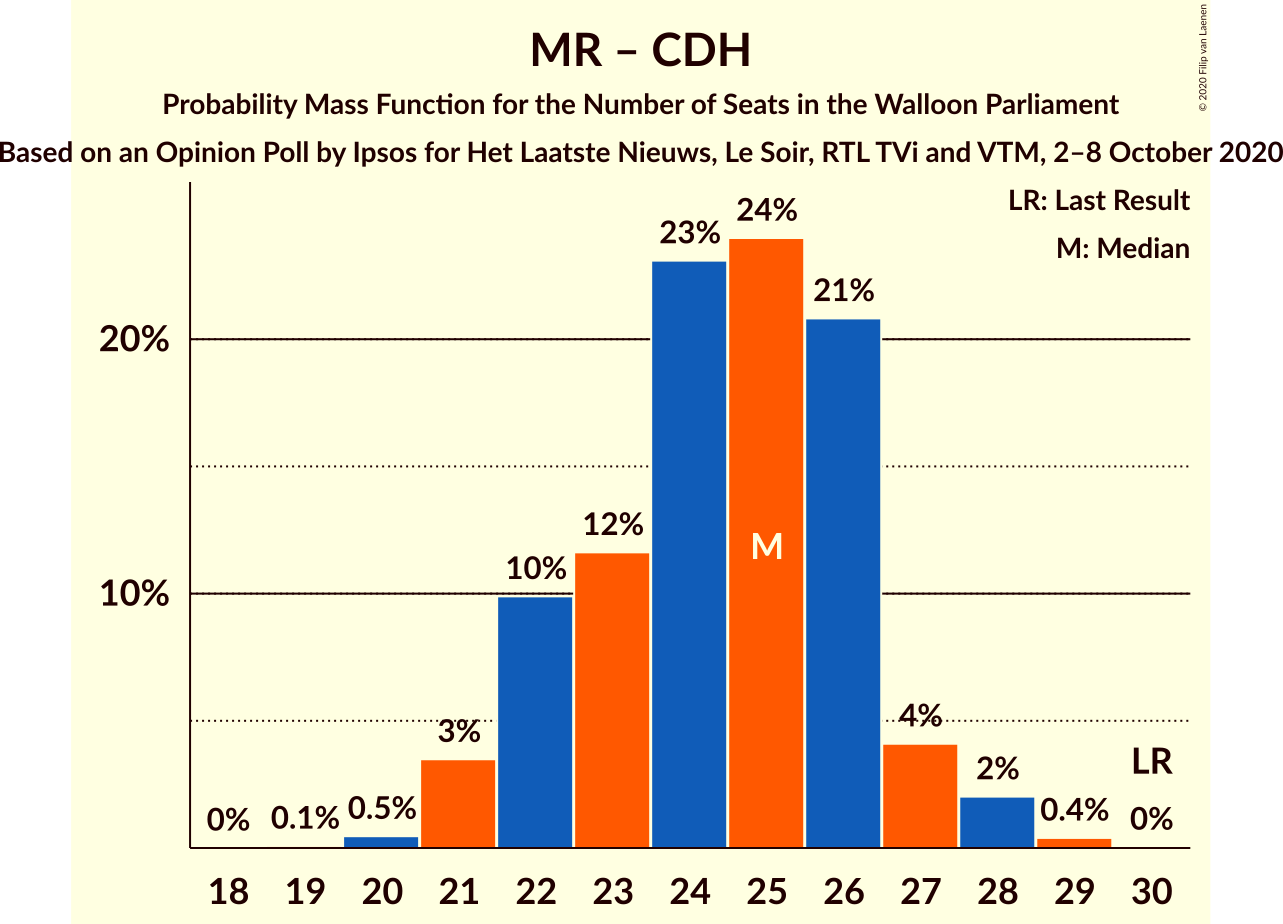 MR – CDH
Probability Mass Function for the Number of Seats in the Walloon Parliament
Based on an Opinion Poll by Ipsos for Het Laatste Nieuws, Le Soir, RTL TVi and VTM, 2–8 October 2020
© 2020 Filip van Laenen
LR: Last Result
M: Median
20%
10%
0%
0.1%
0.5%
3%
10%
12%
23%
24%
M
21%
4%
2%
0.4%
LR
0%
18 19 20 21 22 23 24 25 26 27 28 29 30